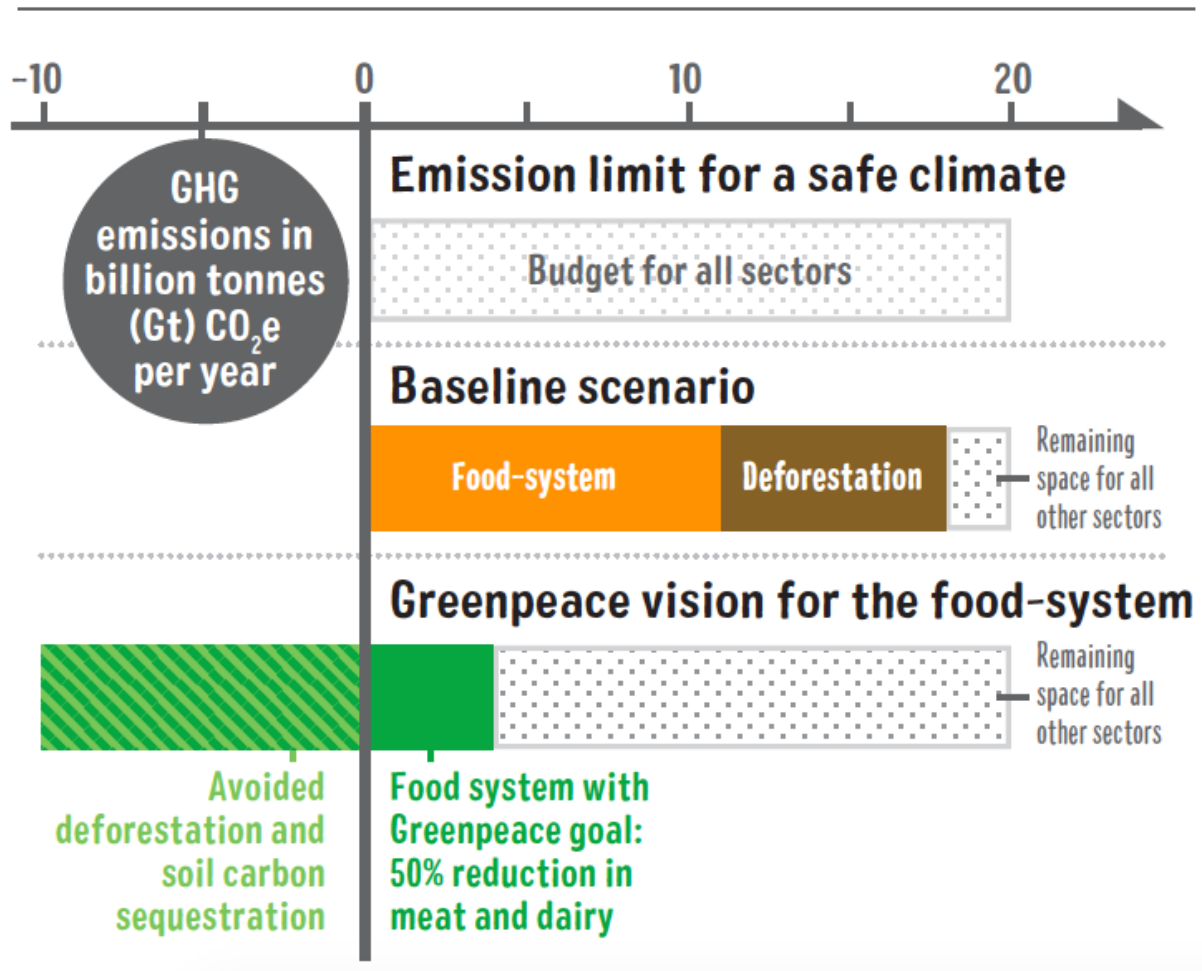 -10 0 10 20
GHG
emissions in
billion tonnes
(Gt) CO₂e
per year
Emission limit for a safe climate
Budget for all sectors
Baseline scenario
Food-system
Deforestation
Remaining
space for all
other sectors
Greenpeace vision for the food-system
Remaining
space for all
other sectors
Avoided
deforestation and
soil carbon
sequestration
Food system with
Greenpeace goal:
50% reduction in
meat and dairy